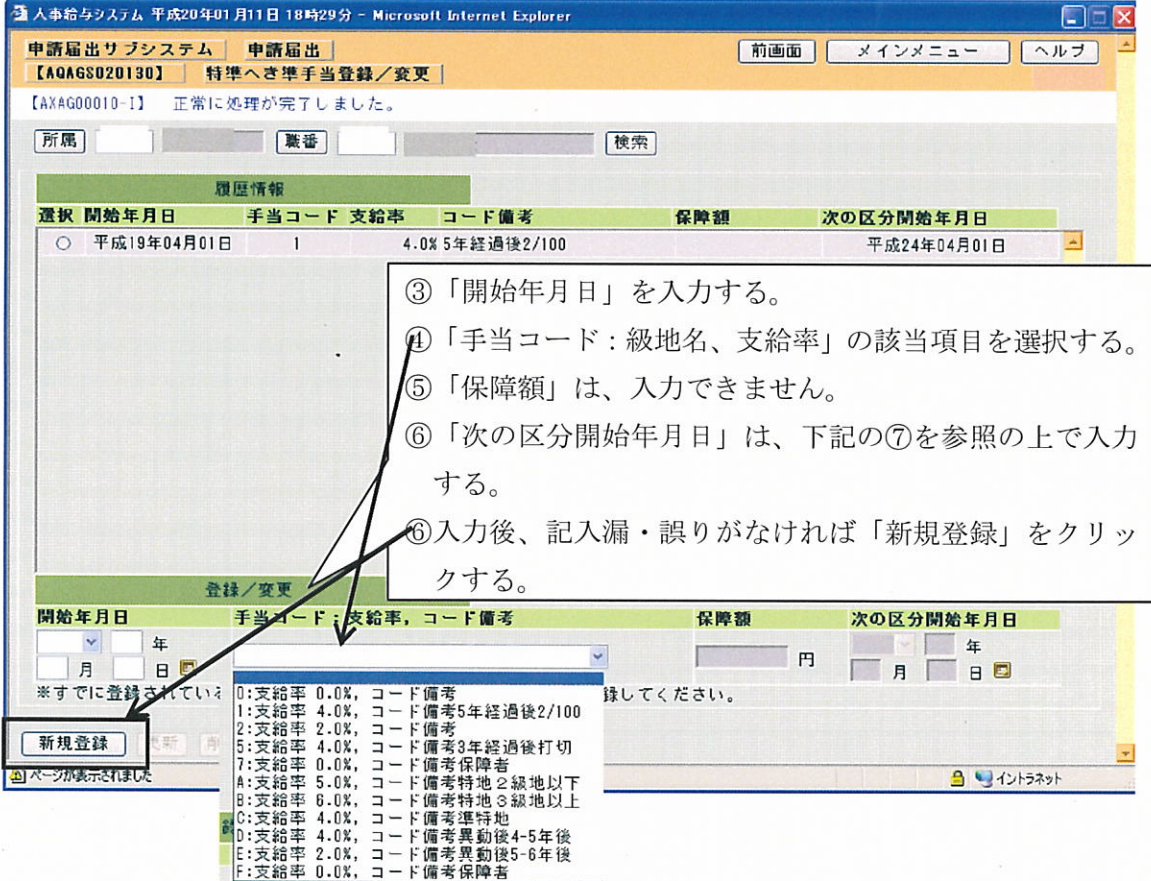 人事給与システム 平成20年01月11日 18時29分 - Microsoft Internet Explorer
申請届出サブシステム 申請届出 前画面 メインメニュー ヘルプ
【AQAGS020130】 特準へき準手当登録/変更
【AXAG00010-I】 正常に処理が完了しました。
所属 職番 検索
履歴情報
選択 開始年月日 手当コード 支給率 コード備考 保障額 次の区分開始年月日
平成19年04月01日 1 4.0% 5年経過後2/100 平成24年04月01日
③「開始年月日」を入力する。
④「手当コード:級地名、支給率」の該当項目を選択する。
⑤「保障額」は、入力できません。
⑥「次の区分開始年月日」は、下記の⑦を参照の上で入力
する。
⑥入力後、記入漏・誤りがなければ「新規登録」をクリッ
クする。
登録/変更
開始年月日 手当コード:支給率,コード備考 保障額 次の区分開始年月日
年 円 年
月 日 月 日
※すでに登録されてい 録してください。
0:支給率 0.0%, コード備考
1:支給率 4.0%, コード備考5年経過後2/100
2:支給率 2.0%, コード備考
5:支給率 4.0%, コード備考3年経過後打切
7:支給率 0.0%, コード備考保障者
A:支給率 5.0%, コード備考特地2級地以下
B:支給率 6.0%, コード備考特地3級地以上
C:支給率 4.0%, コード備考準特地
D:支給率 4.0%, コード備考異動後4-5年後
E:支給率 2.0%, コード備考異動後5-6年後
F:支給率 0.0%, コード備考保障者
新規登録 更新 削
ページが表示されました イントラネット